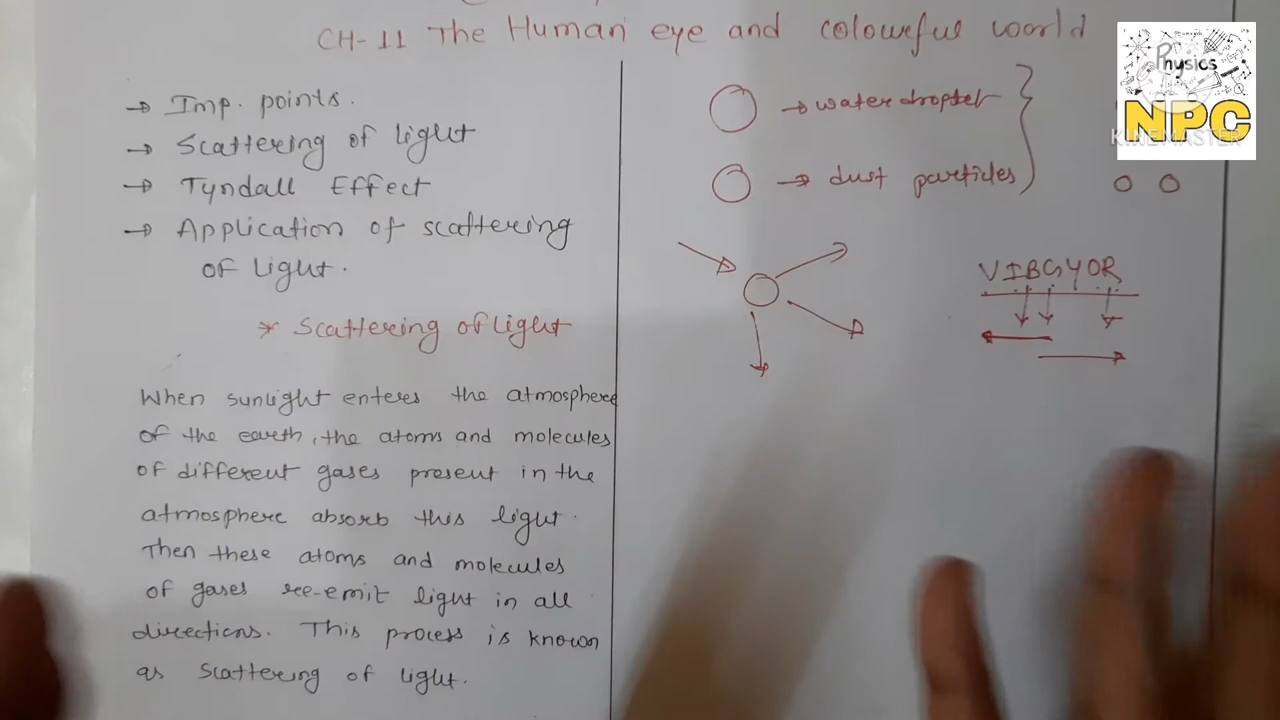 CH-11 The Human eye and colourful world
→ Imp. points.
→ Scattering of light
→ Tyndall Effect
→ Application of scattering
of light.
* Scattering of light
When sunlight enters the atmosphere
of the earth, the atoms and molecules
of different gases present in the
atmosphere absorb this light.
Then these atoms and molecules
of gases re-emit light in all
directions. This process is known
as scattering of light.
→ water droplet
→ dust particles
VIBGYOR
Physics
NPC
KINEMASTER